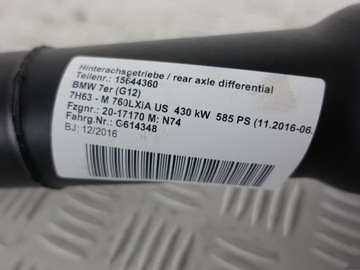 Hinterachsgetriebe / rear axle differential
Teilenr.: 15844360
BMW 7er (G12)
7H63 - M 760LXiA US 430 kW 585 PS (11.2016-06.
Fzgnr.: 20-17170 M: N74
Fahrg.Nr.: G614348
BJ: 12/2016